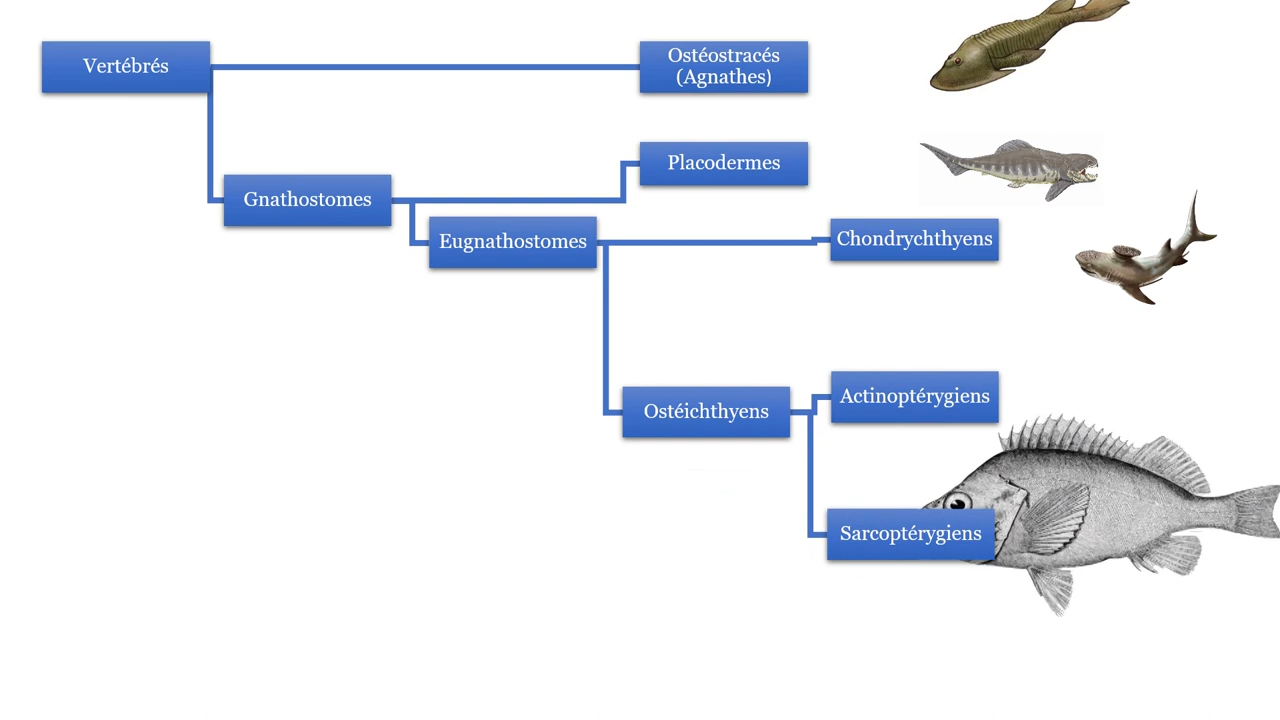 Vertébrés
Ostéostracés
(Agnathes)
Placodermes
Gnathostomes
Eugnathostomes
Chondrychthyens
Ostéichthyens
Actinoptérygiens
Sarcoptérygiens